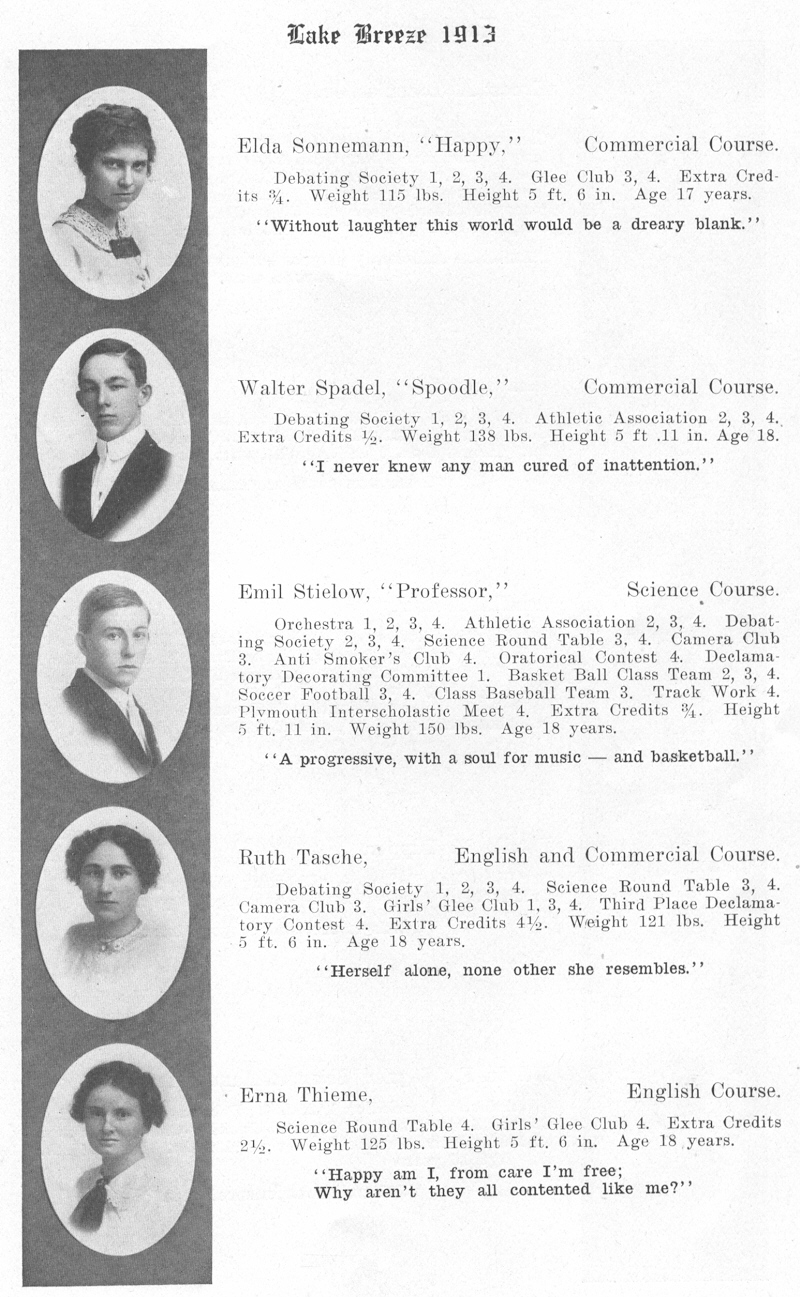 Lake Breeze 1913
Elda Sonnemann, "Happy," Commercial Course.
Debating Society 1, 2, 3, 4. Glee Club 3, 4. Extra Cred-
its ¾. Weight 115 lbs. Height 5 ft. 6 in. Age 17 years.
"Without laughter this world would be a dreary blank."
Walter Spadel, "Spoodle," Commercial Course.
Debating Society 1, 2, 3, 4. Athletic Association 2, 3, 4.
Extra Credits ½. Weight 138 lbs. Height 5 ft .11 in. Age 18.
"I never knew any man cured of inattention."
Emil Stielow, "Professor," Science Course.
Orchestra 1, 2, 3, 4. Athletic Association 2, 3, 4. Debat-
ing Society 2, 3, 4. Science Round Table 3, 4. Camera Club
3. Anti Smoker's Club 4. Oratorical Contest 4. Declama-
tory Decorating Committee 1. Basket Ball Class Team 2, 3, 4.
Soccer Football 3, 4. Class Baseball Team 3. Track Work 4.
Plymouth Interscholastic Meet 4. Extra Credits ¾. Height
5 ft. 11 in. Weight 150 lbs. Age 18 years.
"A progressive, with a soul for music — and basketball."
Ruth Tasche, English and Commercial Course.
Debating Society 1, 2, 3, 4. Science Round Table 3, 4.
Camera Club 3. Girls' Glee Club 1, 3, 4. Third Place Declama-
tory Contest 4. Extra Credits 4½. Weight 121 lbs. Height
5 ft. 6 in. Age 18 years.
"Herself alone, none other she resembles."
Erna Thieme, English Course.
Science Round Table 4. Girls' Glee Club 4. Extra Credits
2½. Weight 125 lbs. Height 5 ft. 6 in. Age 18 years.
"Happy am I, from care I'm free;
Why aren't they all contented like me?"